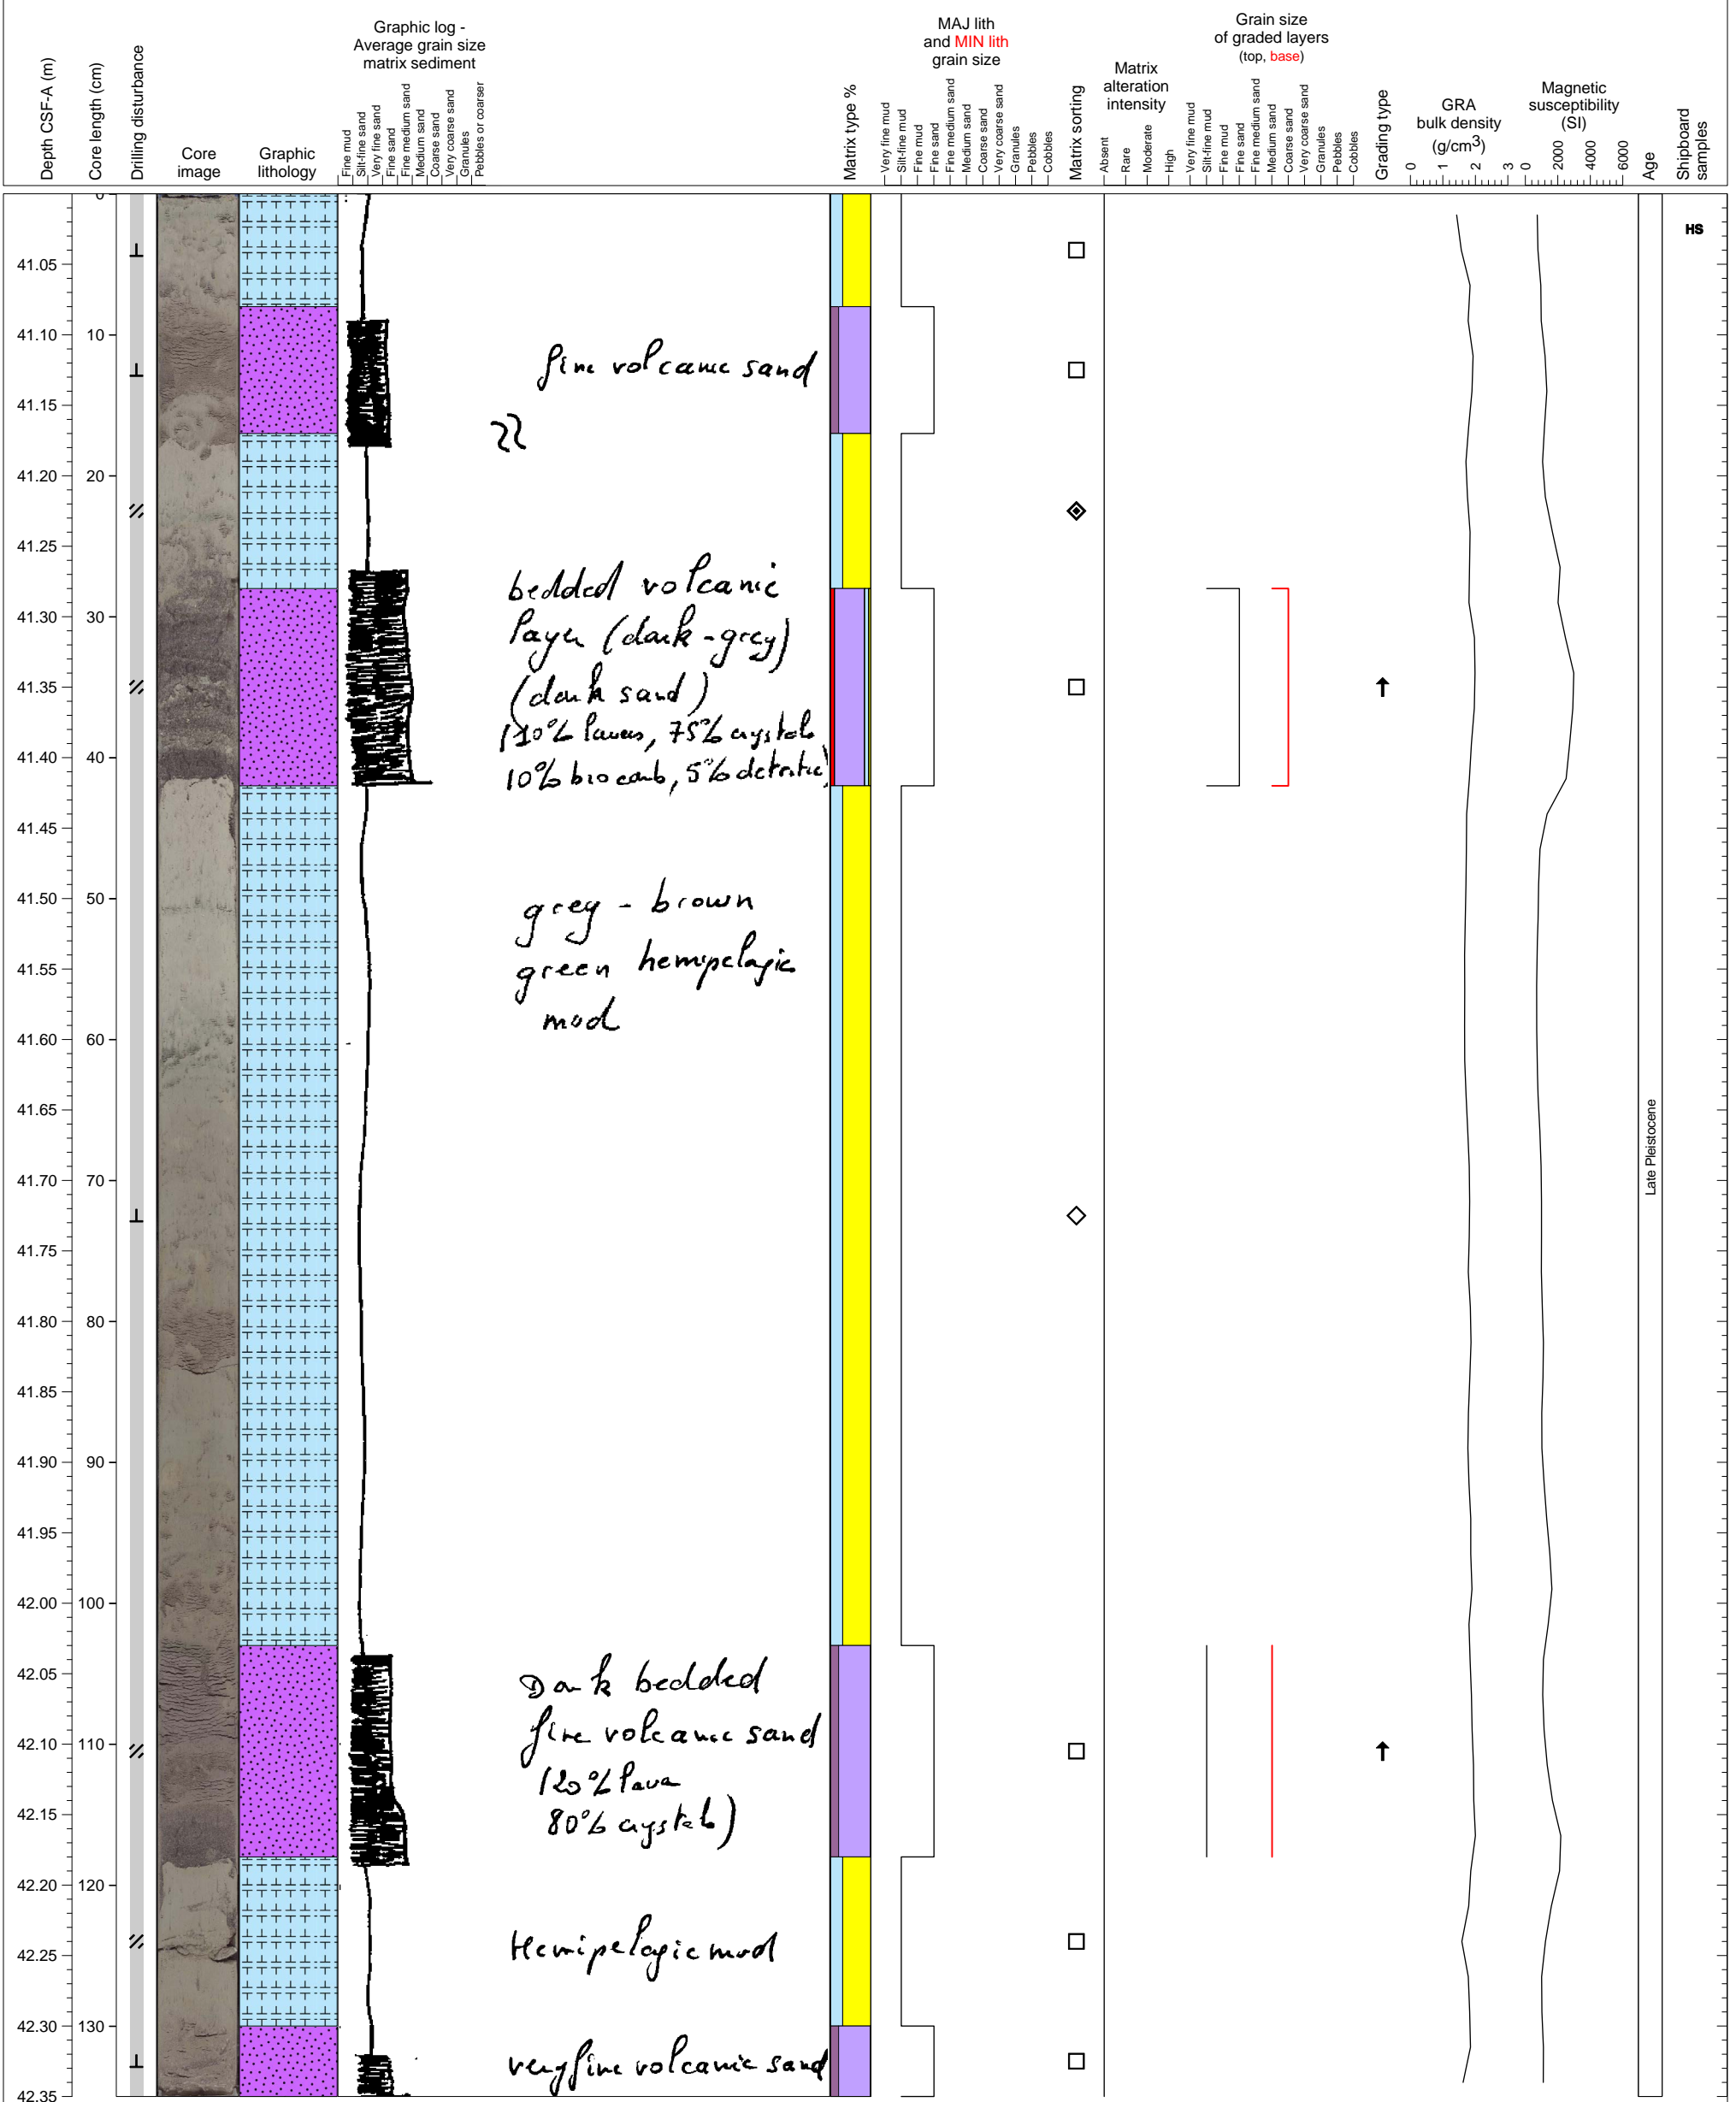 Depth CSF-A (m)
Core length (cm)
Drilling disturbance
Core
image
Graphic
lithology
Graphic log -
Average grain size
matrix sediment
Fine mud
Silt-fine sand
Very fine sand
Fine sand
Fine medium sand
Medium sand
Coarse sand
Very coarse sand
Granules
Pebbles or coarser
Matrix type %
MAJ lith
and MIN lith
grain size
Very fine mud
Silt-fine mud
Fine mud
Fine sand
Fine medium sand
Medium sand
Coarse sand
Very coarse sand
Granules
Pebbles
Cobbles
Matrix sorting
Matrix
alteration
intensity
Absent
Rare
Moderate
High
Grain size
of graded layers
(top, base)
Very fine mud
Silt-fine mud
Fine mud
Fine sand
Fine medium sand
Medium sand
Coarse sand
Very coarse sand
Granules
Pebbles
Cobbles
Grading type
GRA
bulk density
(g/cm3)
0 1 2 3
Magnetic
susceptibility
(SI)
0 2000 4000 6000
Age
Shipboard
samples
0
HS
41.05
41.10 10
fine volcanic sand
41.15
41.20 20
41.25
bedded volcanic
41.30 30
layer (dark-grey)
41.35
(dark sand)
(10% lavas, 75% crystals
41.40 40
10% biocarb, 5% detritic)
41.45
41.50 50
grey - brown
41.55
green hemipelagic
mud
41.60 60
41.65
Late Pleistocene
41.70 70
41.75
41.80 80
41.85
41.90 90
41.95
42.00 100
42.05
Dark bedded
42.10 110
fine volcanic sand
(20% lava
42.15
80% crystals)
42.20 120
42.25
Hemipelagic mud
42.30 130
very fine volcanic sand
42.35